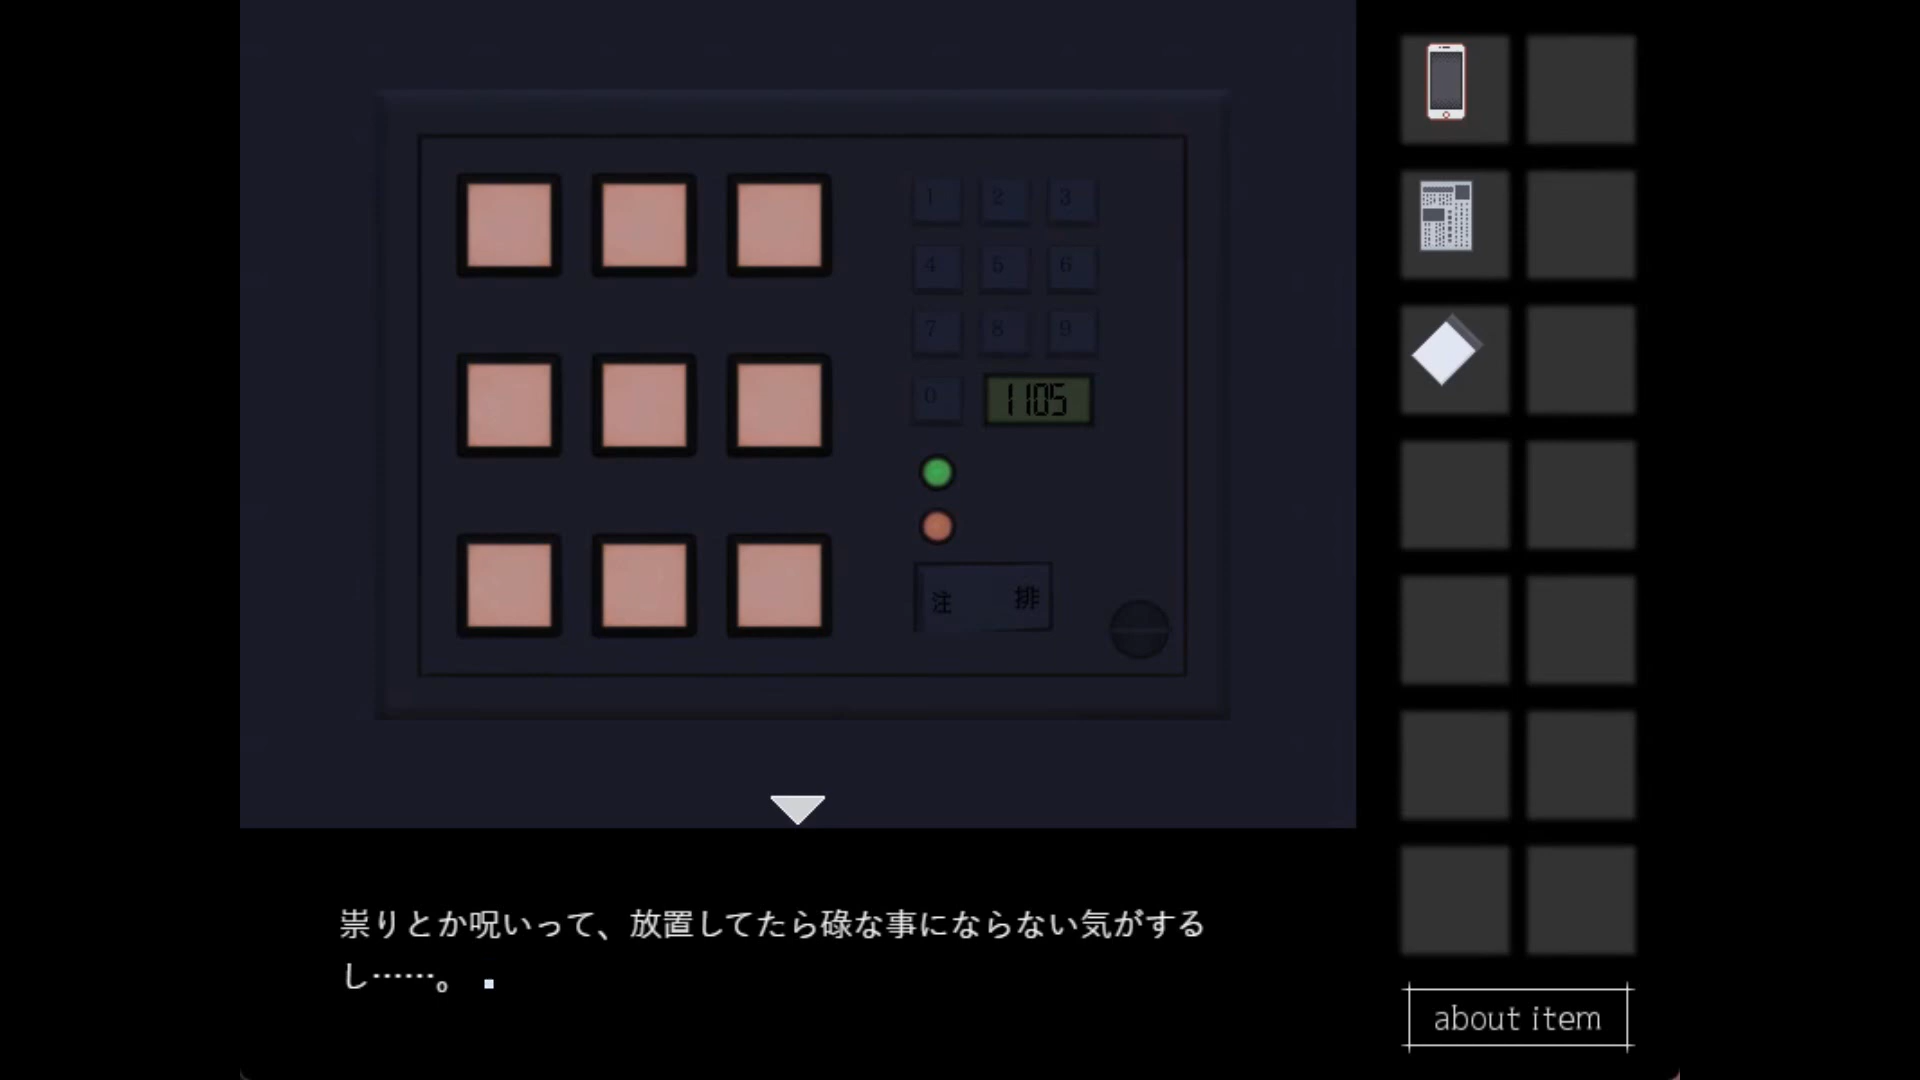 1 2 3
4 5 6
7 8 9
0 1105
注 排
祟りとか呪いって、放置してたら碌な事にならない気がする
し……。
about item